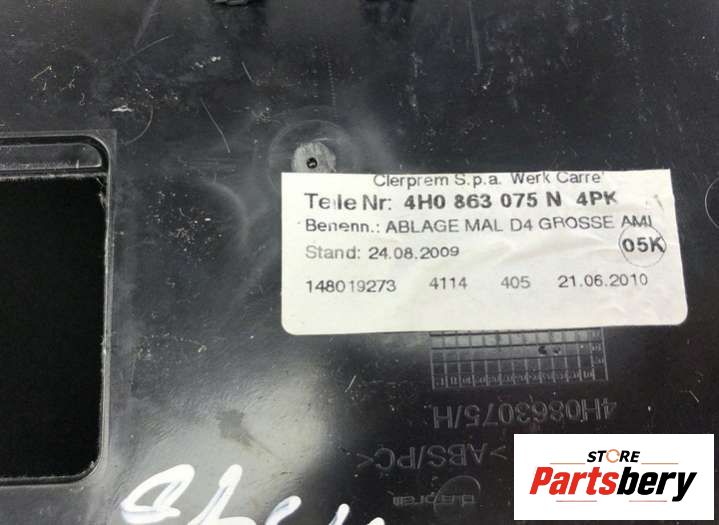 Clerprem S.p.a. Werk Carre'
Teile Nr: 4H0 863 075 N 4PK
Benenn.: ABLAGE MAL D4 GROSSE AMI
Stand: 24.08.2009
05K
148019273 4114 405 21.06.2010
4H0863075/H
>ABS/PC<
STORE
Partsbery